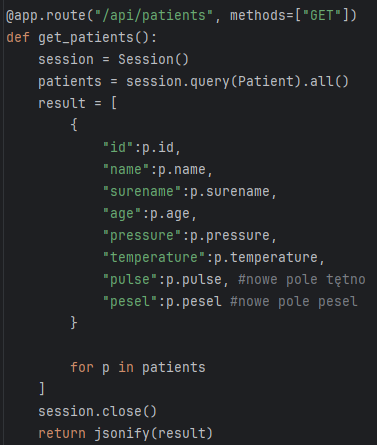 @app.route("/api/patients", methods=["GET"])
def get_patients():
    session = Session()
    patients = session.query(Patient).all()
    result = [
        {
            "id":p.id,
            "name":p.name,
            "surename":p.surename,
            "age":p.age,
            "pressure":p.pressure,
            "temperature":p.temperature,
            "pulse":p.pulse, #nowe pole tętno
            "pesel":p.pesel #nowe pole pesel
        }

        for p in patients
    ]
    session.close()
    return jsonify(result)